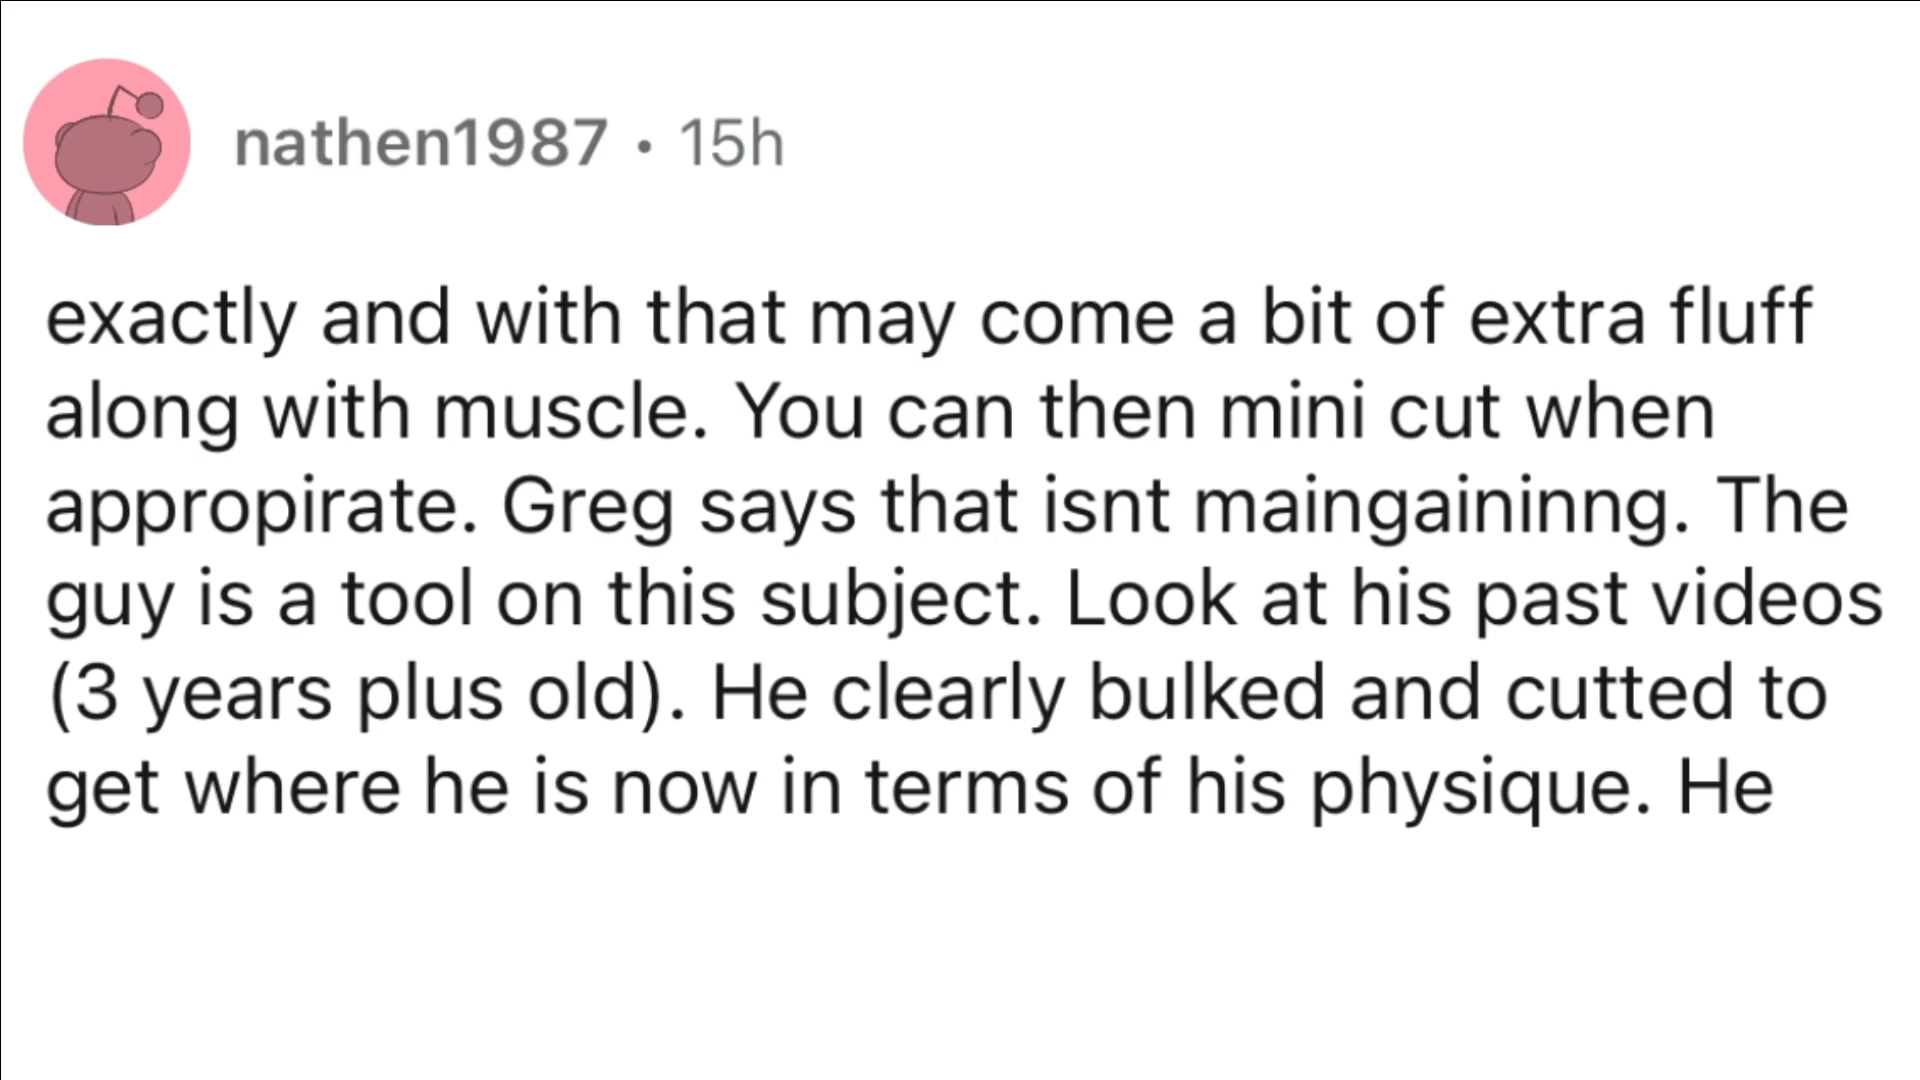 nathen1987 • 15h
exactly and with that may come a bit of extra fluff
along with muscle. You can then mini cut when
appropirate. Greg says that isnt maingaininng. The
guy is a tool on this subject. Look at his past videos
(3 years plus old). He clearly bulked and cutted to
get where he is now in terms of his physique. He